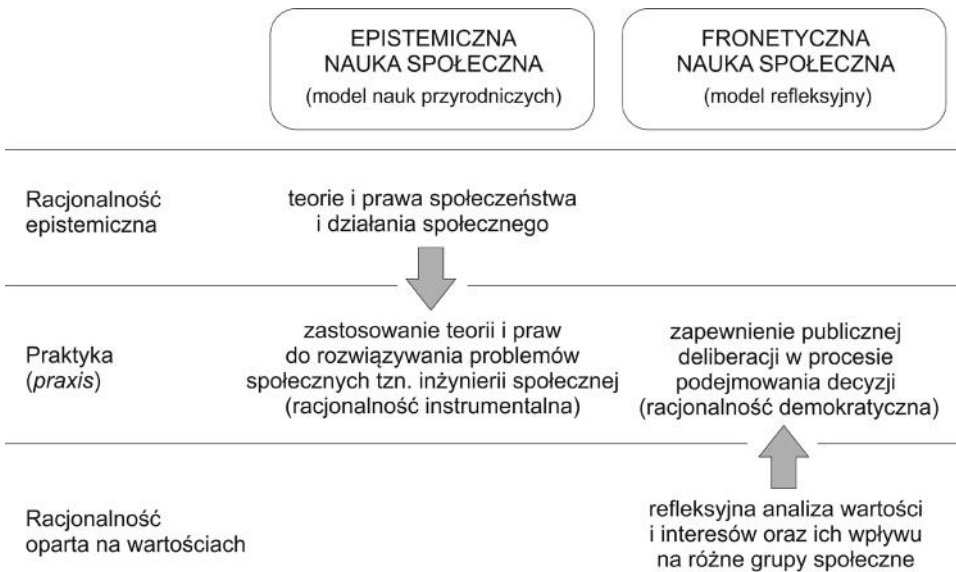 EPISTEMICZNA
NAUKA SPOŁECZNA
(model nauk przyrodniczych)
FRONETYCZNA
NAUKA SPOŁECZNA
(model refleksyjny)
Racjonalność
epistemiczna
teorie i prawa społeczeństwa
i działania społecznego
Praktyka
(praxis)
zastosowanie teorii i praw
do rozwiązywania problemów
społecznych tzn. inżynierii społecznej
(racjonalność instrumentalna)
zapewnienie publicznej
deliberacji w procesie
podejmowania decyzji
(racjonalność demokratyczna)
Racjonalność
oparta na wartościach
refleksyjna analiza wartości
i interesów oraz ich wpływu
na różne grupy społeczne